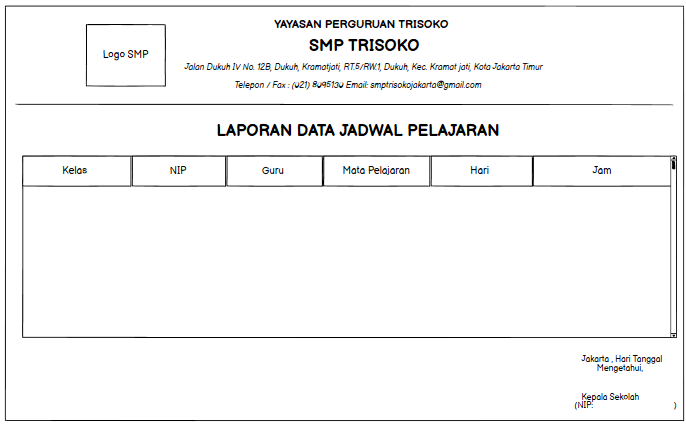 YAYASAN PERGURUAN TRISOKO
Logo SMP
SMP TRISOKO
Jalan Dukuh IV No. 12B, Dukuh, Kramatjati, RT.5/RW.1, Dukuh, Kec. Kramat jati, Kota Jakarta Timur
Telepon / Fax : (021) 8095130 Email: smptrisokojakarta@gmail.com
LAPORAN DATA JADWAL PELAJARAN
Kelas NIP Guru Mata Pelajaran Hari Jam
Jakarta , Hari Tanggal
Mengetahui,
Kepala Sekolah
(NIP: )